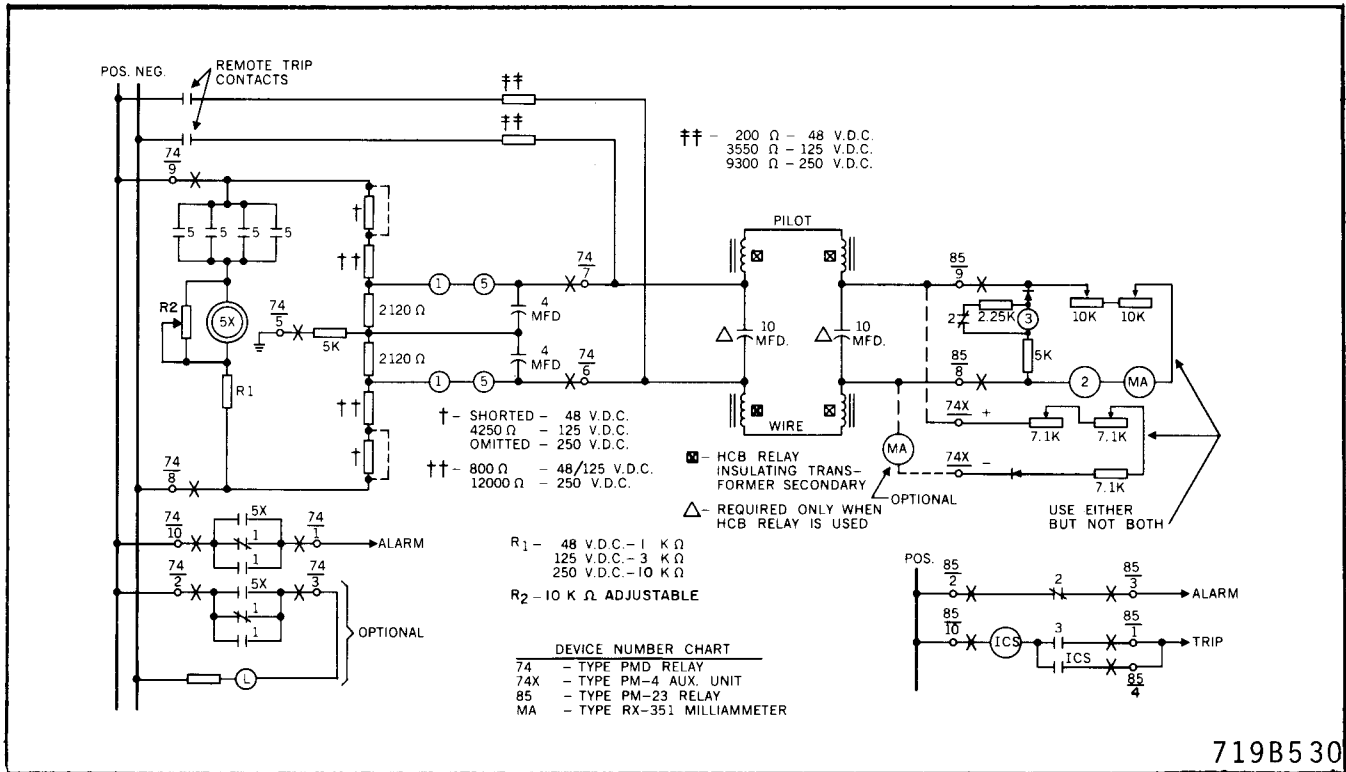 POS. NEG.
REMOTE TRIP
CONTACTS
‡‡
‡‡
‡‡ – 200 Ω – 48 V.D.C.
3550 Ω – 125 V.D.C.
9300 Ω – 250 V.D.C.
74
9
5 5 5 5
†
††
R2
5X
74
5
5K
2120 Ω
2120 Ω
1 5
4
MFD
4
MFD
74
7
1 5
74
6
R1
††
†
74
8
† – SHORTED – 48 V.D.C.
4250 Ω – 125 V.D.C.
OMITTED – 250 V.D.C.
†† – 800 Ω – 48/125 V.D.C.
12000 Ω – 250 V.D.C.
PILOT
10
MFD.
10
MFD.
WIRE
⊠ – HCB RELAY
INSULATING TRANS-
FORMER SECONDARY
△ – REQUIRED ONLY WHEN
HCB RELAY IS USED
85
9
2
2.25K
3
5K
10K 10K
85
8
2 MA
74X +
7.1K 7.1K
MA
OPTIONAL
74X –
7.1K
USE EITHER
BUT NOT BOTH
74
10
5X
1
1
74
1
ALARM
74
2
5X
1
1
74
3
OPTIONAL
L
R1 – 48 V.D.C. – 1 K Ω
125 V.D.C. – 3 K Ω
250 V.D.C. – 10 K Ω
R2 – 10 K Ω ADJUSTABLE
DEVICE NUMBER CHART
74 – TYPE PMD RELAY
74X – TYPE PM-4 AUX. UNIT
85 – TYPE PM-23 RELAY
MA – TYPE RX-351 MILLIAMMETER
POS.
85
2
2
85
3
ALARM
85
10
ICS
3
85
1
TRIP
ICS
85
4
719B530